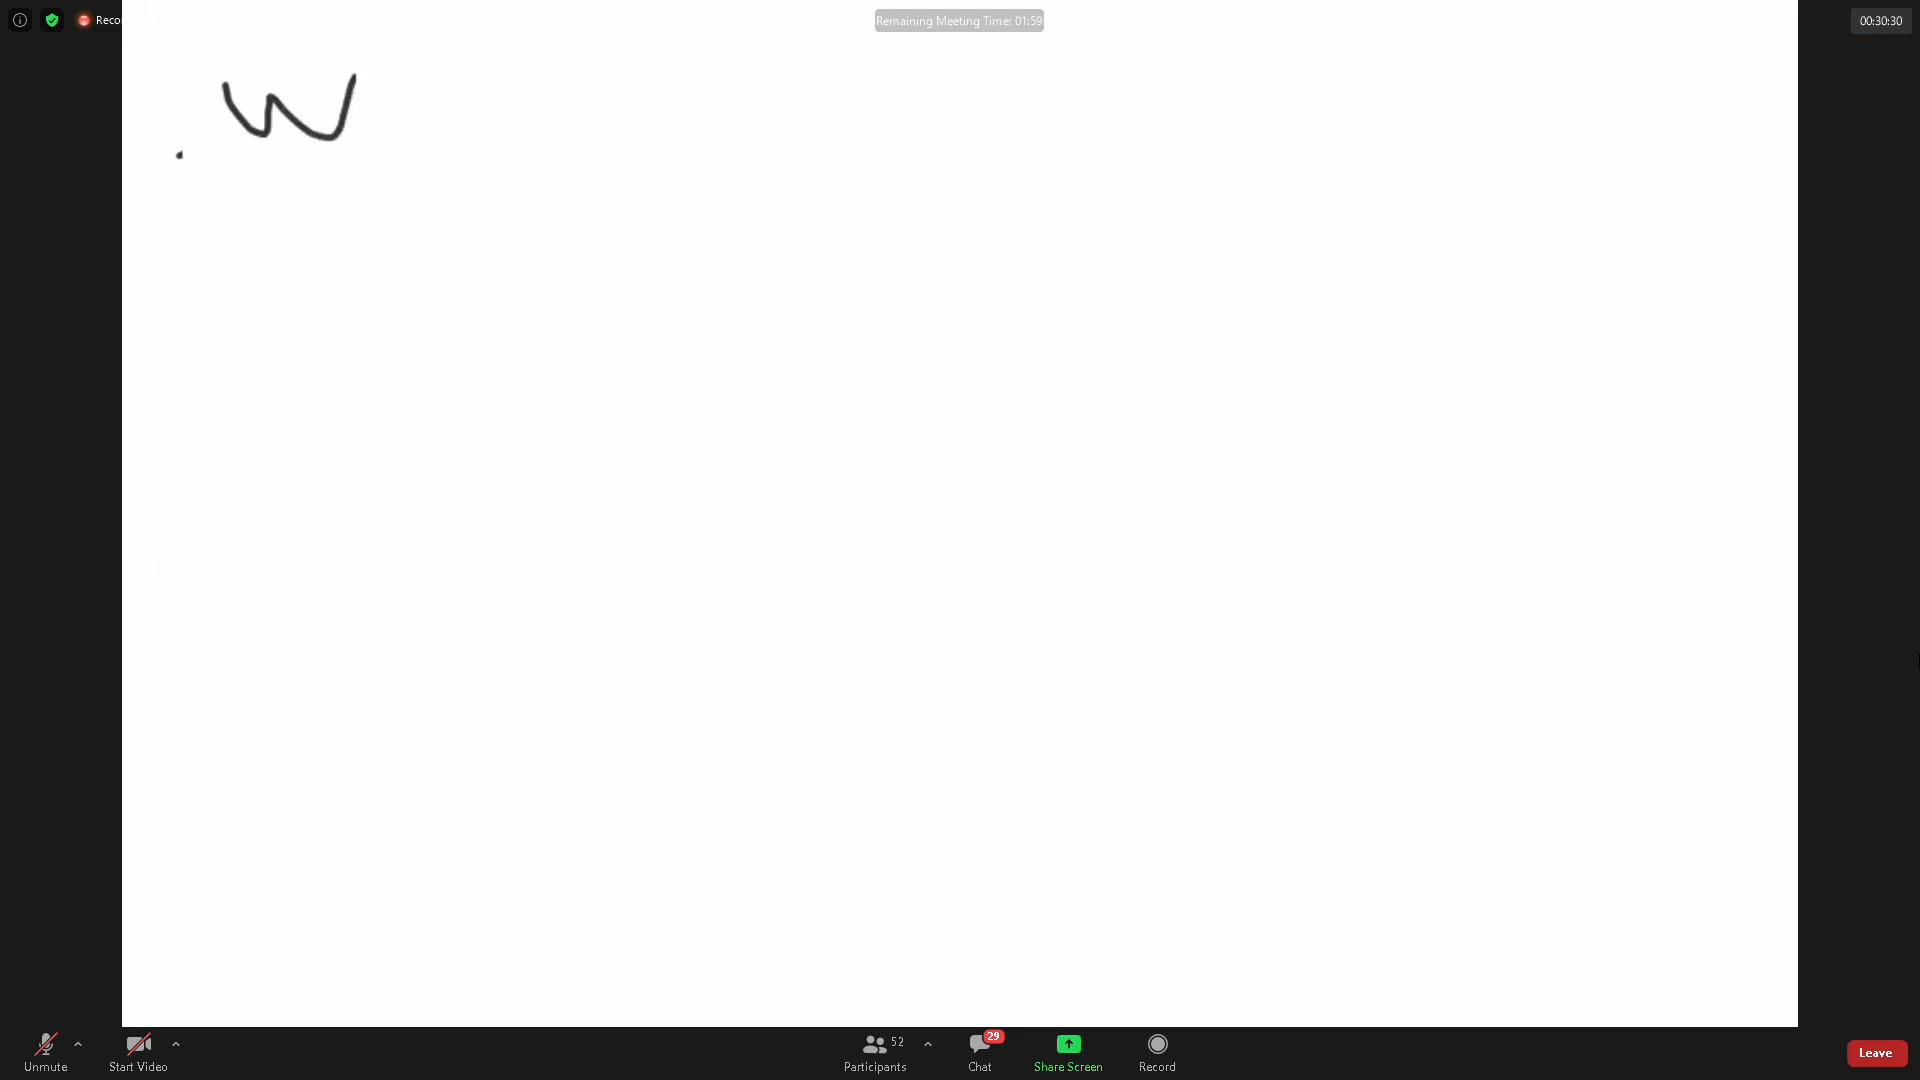 Reco
Remaining Meeting Time: 01:59
00:30:30
W
Unmute
Start Video
52
Participants
29
Chat
Share Screen
Record
Leave